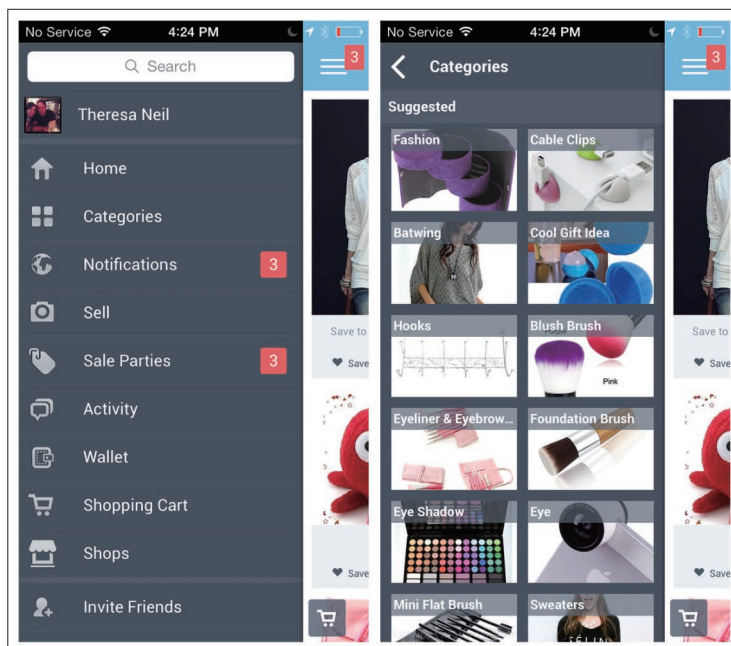 No Service 4:24 PM
3
Search
Theresa Neil
Home
Categories
Notifications 3
Sell
Sale Parties 3
Activity
Wallet
Shopping Cart
Shops
Invite Friends
Save to
Save
Save
No Service 4:24 PM
3
Categories
Suggested
Fashion Cable Clips
Batwing Cool Gift Idea
Hooks Blush Brush
Purple
Pink
Eyeliner & Eyebrow... Foundation Brush
Eye Shadow Eye
Mini Flat Brush Sweaters
FÉLIN
Save to
Save
Save